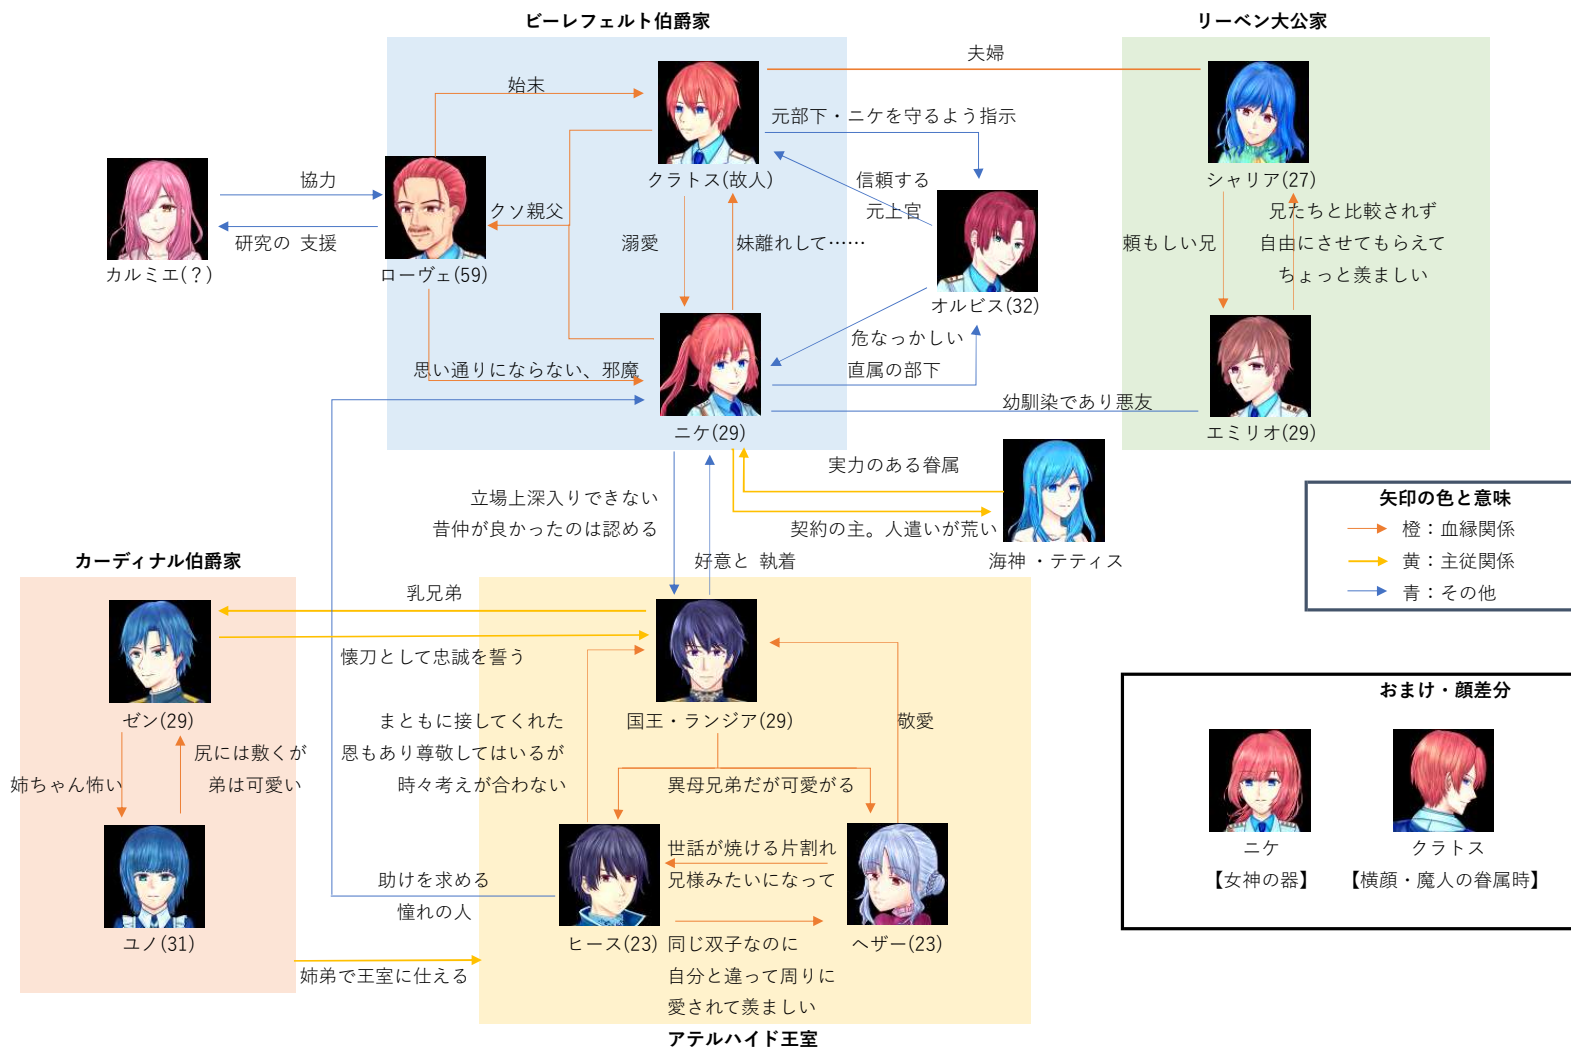 ビーレフェルト伯爵家
リーベン大公家
夫婦
始末
元部下・ニケを守るよう指示
クラトス(故人)
シャリア(27)
協力
信頼する
元上官
クソ親父
研究の 支援
カルミエ(？)
ローヴェ(59)
溺愛
妹離れして……
オルビス(32)
頼もしい兄
兄たちと比較されず
自由にさせてもらえて
ちょっと羨ましい
危なっかしい
直属の部下
思い通りにならない、邪魔
幼馴染であり悪友
ニケ(29)
エミリオ(29)
実力のある眷属
契約の主。人遣いが荒い
海神 ・テティス
立場上深入りできない
昔仲が良かったのは認める
好意と 執着
矢印の色と意味
橙：血縁関係
黄：主従関係
青：その他
カーディナル伯爵家
乳兄弟
懐刀として忠誠を誓う
ゼン(29)
国王・ランジア(29)
まともに接してくれた
恩もあり尊敬してはいるが
時々考えが合わない
敬愛
姉ちゃん怖い
尻には敷くが
弟は可愛い
異母兄弟だが可愛がる
ユノ(31)
世話が焼ける片割れ
兄様みたいになって
助けを求める
憧れの人
ヒース(23)
ヘザー(23)
同じ双子なのに
自分と違って周りに
愛されて羨ましい
姉弟で王室に仕える
アテルハイド王室
おまけ・顔差分
ニケ
【女神の器】
クラトス
【横顔・魔人の眷属時】